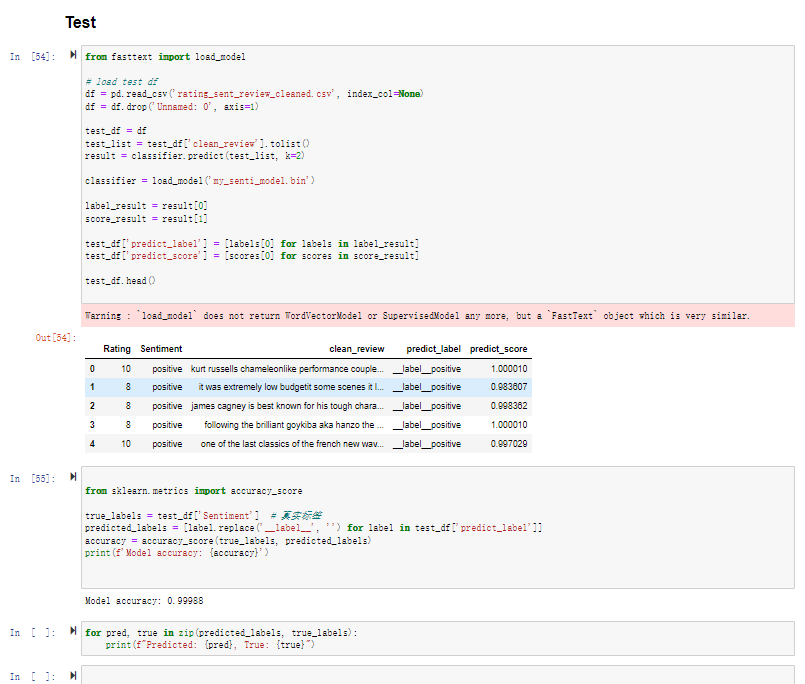 Test
In [54]:
from fasttext import load_model
# load test df
df = pd.read_csv('rating_sent_review_cleaned.csv', index_col=None)
df = df.drop('Unnamed: 0', axis=1)
test_df = df
test_list = test_df['clean_review'].tolist()
result = classifier.predict(test_list, k=2)
classifier = load_model('my_senti_model.bin')
label_result = result[0]
score_result = result[1]
test_df['predict_label'] = [labels[0] for labels in label_result]
test_df['predict_score'] = [scores[0] for scores in score_result]
test_df.head()
Warning : `load_model` does not return WordVectorModel or SupervisedModel any more, but a `FastText` object which is very similar.
Out[54]:
Rating Sentiment clean_review predict_label predict_score
0 10 positive kurt russells chameleonlike performance couple... __label__positive 1.000010
1 8 positive it was extremely low budgetit some scenes it l... __label__positive 0.983607
2 8 positive james cagney is best known for his tough chara... __label__positive 0.998362
3 8 positive following the brilliant goykiba aka hanzo the ... __label__positive 1.000010
4 10 positive one of the last classics of the french new wav... __label__positive 0.997029
In [55]:
from sklearn.metrics import accuracy_score
true_labels = test_df['Sentiment'] # 真实标签
predicted_labels = [label.replace('__label__', '') for label in test_df['predict_label']]
accuracy = accuracy_score(true_labels, predicted_labels)
print(f'Model accuracy: {accuracy}')
Model accuracy: 0.99988
In [ ]:
for pred, true in zip(predicted_labels, true_labels):
print(f"Predicted: {pred}, True: {true}")
In [ ]: